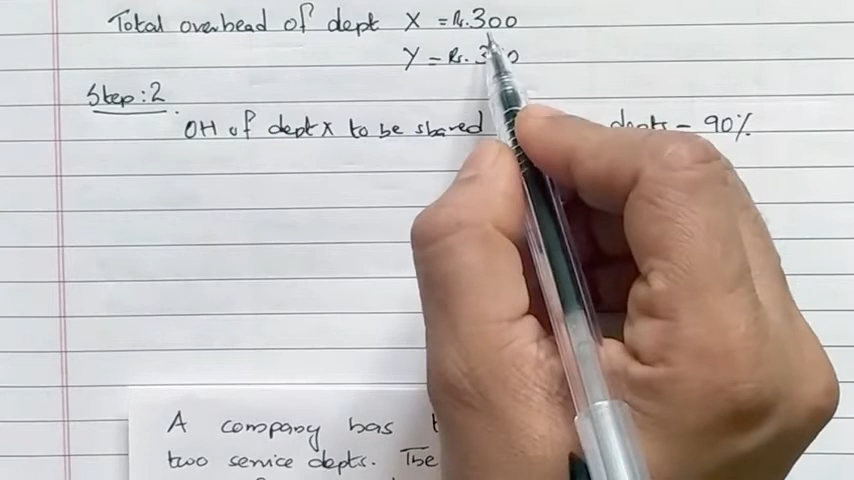 Total overhead of dept X = Rs.300
Y = Rs.
Step:2
OH of dept X to be shared depts - 90%
A company has
two service depts. The